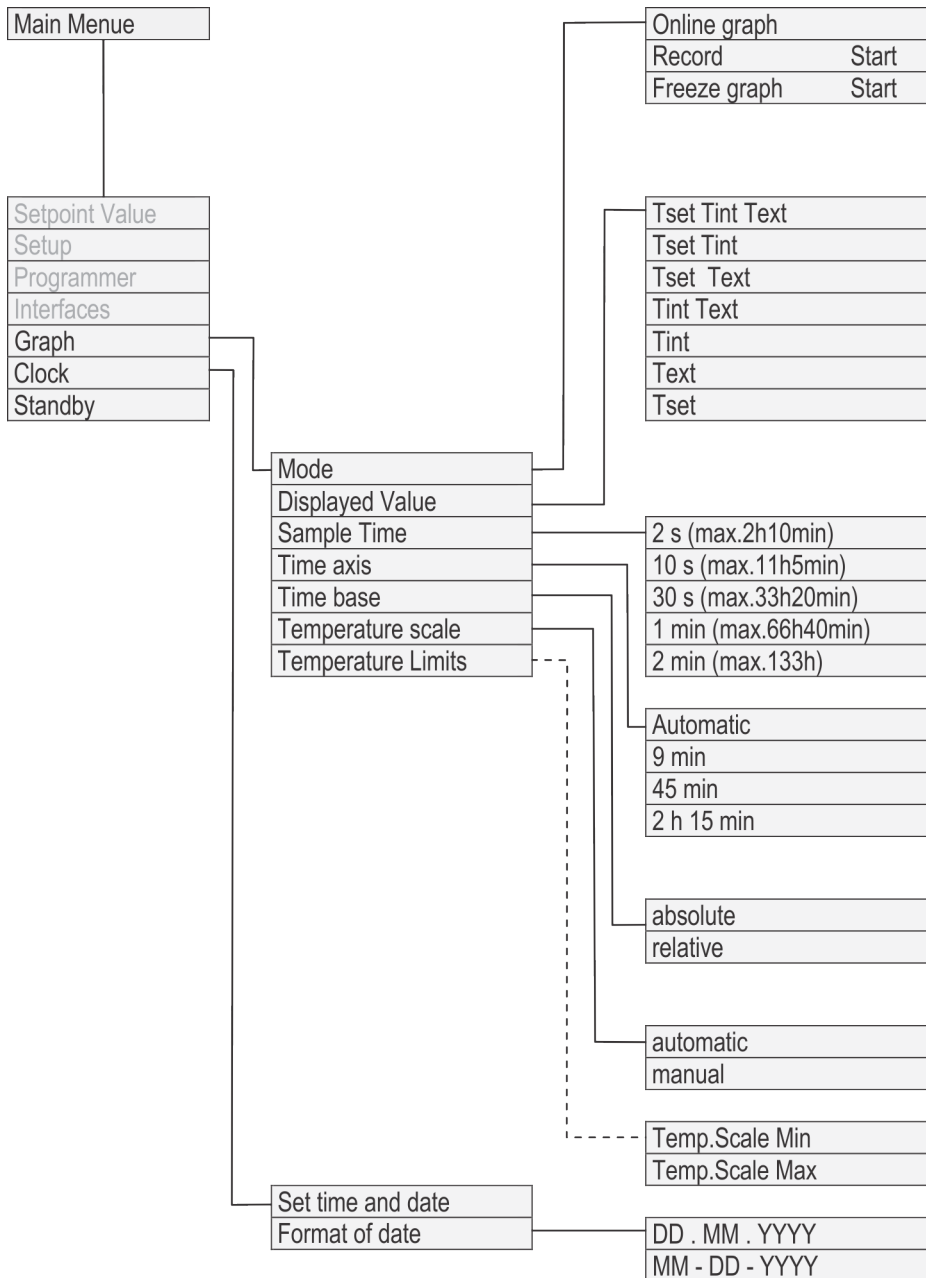 Main Menue
Setpoint Value
Setup
Programmer
Interfaces
Graph
Clock
Standby
Mode
Displayed Value
Sample Time
Time axis
Time base
Temperature scale
Temperature Limits
Set time and date
Format of date
Online graph
Record Start
Freeze graph Start
Tset Tint Text
Tset Tint
Tset Text
Tint Text
Tint
Text
Tset
2 s (max.2h10min)
10 s (max.11h5min)
30 s (max.33h20min)
1 min (max.66h40min)
2 min (max.133h)
Automatic
9 min
45 min
2 h 15 min
absolute
relative
automatic
manual
Temp.Scale Min
Temp.Scale Max
DD . MM . YYYY
MM - DD - YYYY